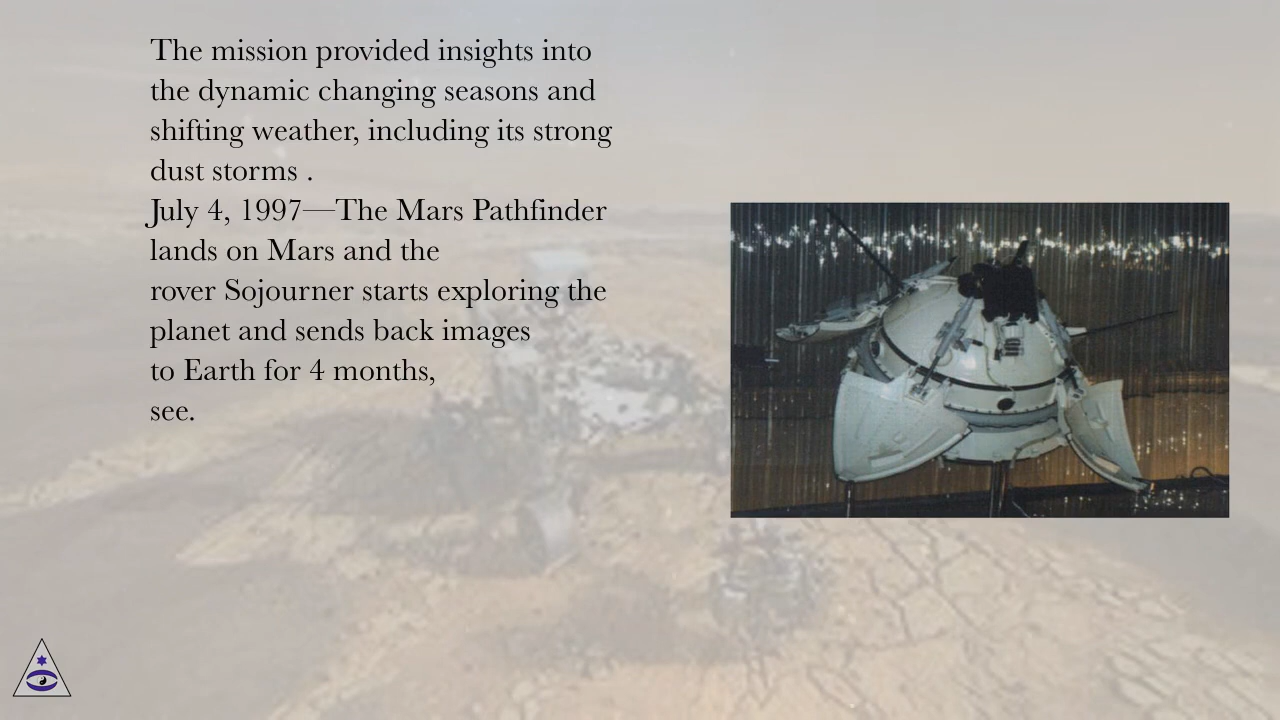 The mission provided insights into
the dynamic changing seasons and
shifting weather, including its strong
dust storms .
July 4, 1997—The Mars Pathfinder
lands on Mars and the
rover Sojourner starts exploring the
planet and sends back images
to Earth for 4 months,
see.